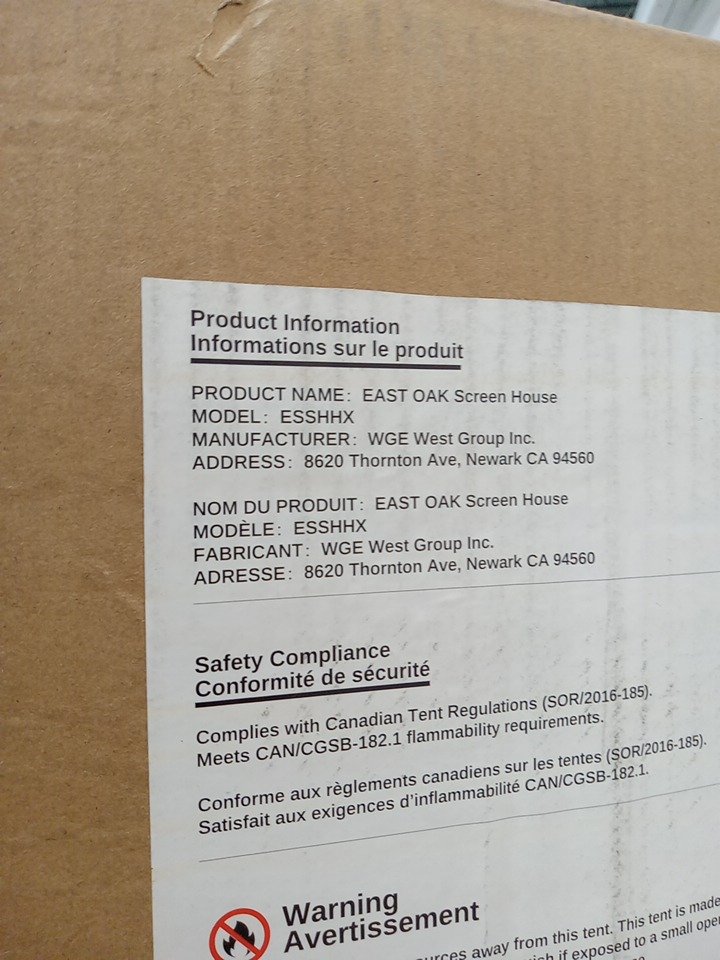 Product Information
Informations sur le produit
PRODUCT NAME: EAST OAK Screen House
MODEL: ESSHHX
MANUFACTURER: WGE West Group Inc.
ADDRESS: 8620 Thornton Ave, Newark CA 94560
NOM DU PRODUIT: EAST OAK Screen House
MODÈLE: ESSHHX
FABRICANT: WGE West Group Inc.
ADRESSE: 8620 Thornton Ave, Newark CA 94560
Safety Compliance
Conformité de sécurité
Complies with Canadian Tent Regulations (SOR/2016-185).
Meets CAN/CGSB-182.1 flammability requirements.
Conforme aux règlements canadiens sur les tentes (SOR/2016-185).
Satisfait aux exigences d'inflammabilité CAN/CGSB-182.1.
Warning
Avertissement
away from this tent. This tent is made
if exposed to a small